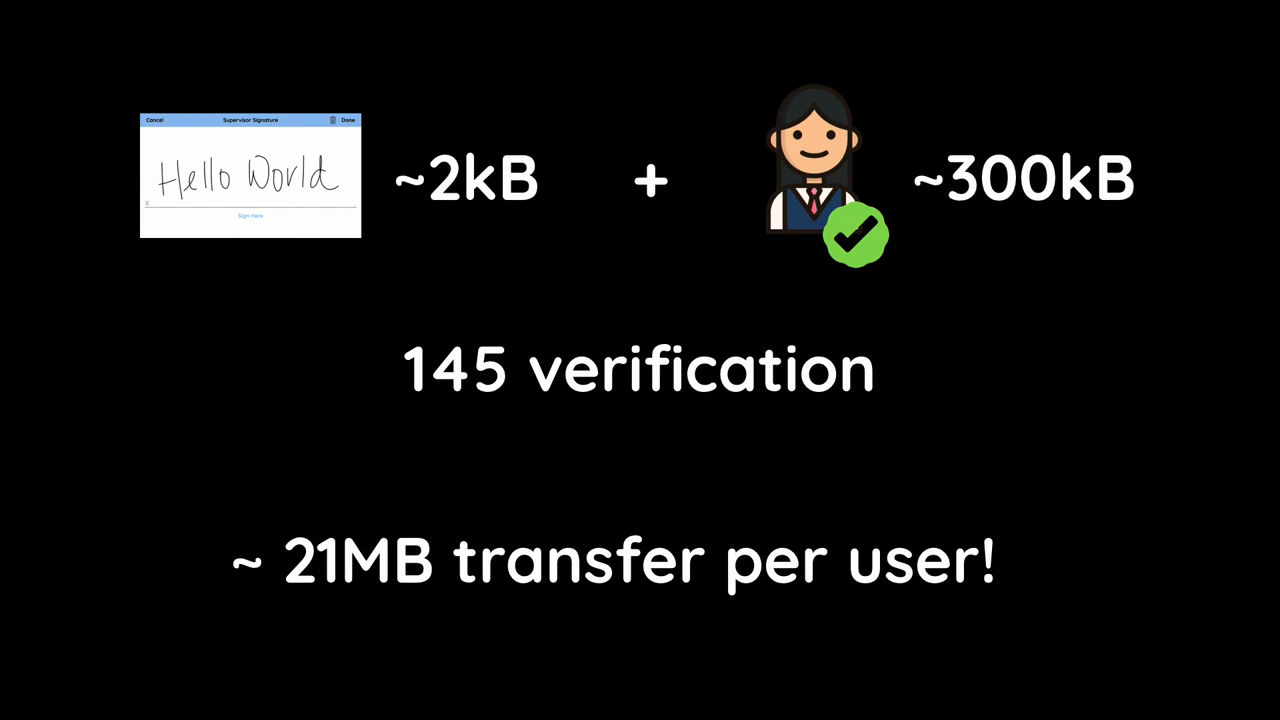 Cancel Supervisor Signature Done
Hello World
~2kB + ~300kB
X
Sign Here
145 verification
~ 21MB transfer per user!